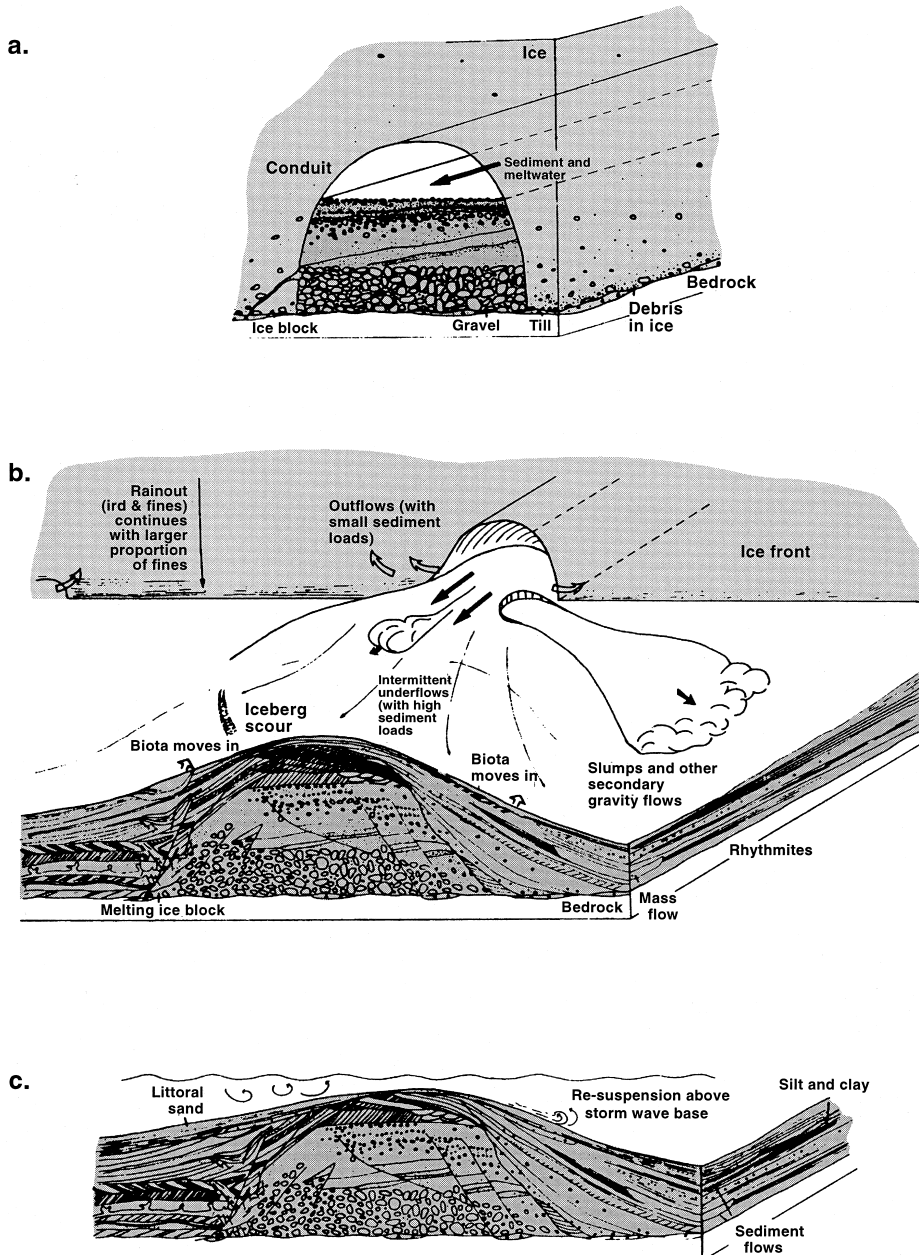 a.
Ice
Conduit
Sediment and
meltwater
Bedrock
Debris
in ice
Ice block
Gravel
Till
b.
Rainout
(ird & fines)
continues
with larger
proportion
of fines
Outflows (with
small sediment
loads)
Ice front
Intermittent
underflows
(with high
sediment
loads
Iceberg
scour
Biota moves in
Biota
moves in
Slumps and other
secondary
gravity flows
Rhythmites
Melting ice block
Bedrock
Mass
flow
c.
Littoral
sand
Re-suspension above
storm wave base
Silt and clay
Sediment
flows